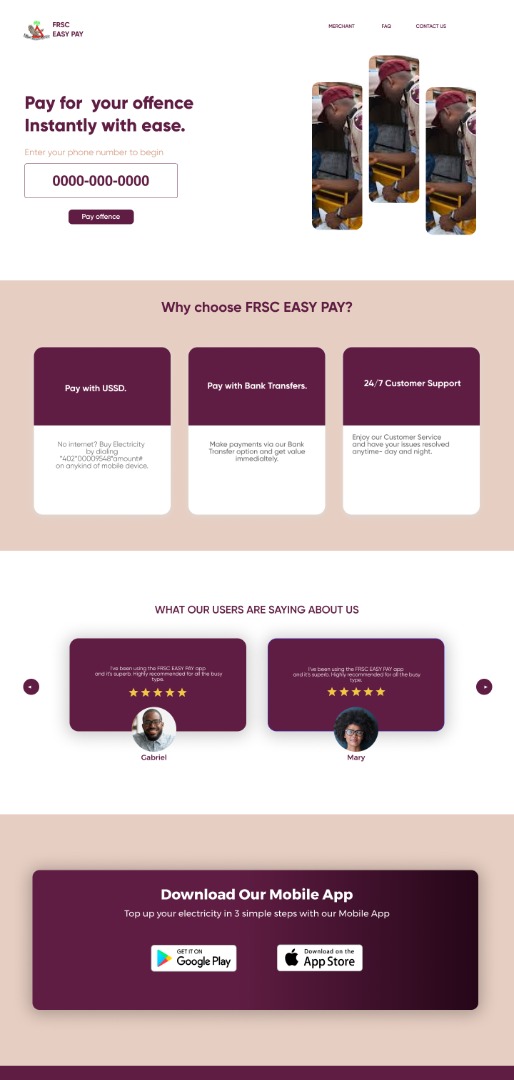 FRSC
EASY PAY
MERCHANT
FAQ
CONTACT US
Pay for your offence
Instantly with ease.
Enter your phone number to begin
0000-000-0000
Pay offence
Why choose FRSC EASY PAY?
Pay with USSD.
No internet? Buy Electricity
by dialing
*402*00009548*amount#
on anykind of mobile device.
Pay with Bank Transfers.
Make payments via our Bank
Transfer option and get value
immediatelty.
24/7 Customer Support
Enjoy our Customer Service
and have your issues resolved
anytime- day and night.
WHAT OUR USERS ARE SAYING ABOUT US
I've been using the FRSC EASY PAY app
and it's superb. Highly recommended for all the busy
type.
Gabriel
I've been using the FRSC EASY PAY app
and it's superb. Highly recommended for all the busy
type.
Mary
Download Our Mobile App
Top up your electricity in 3 simple steps with our Mobile App
GET IT ON
Google Play
Download on the
App Store